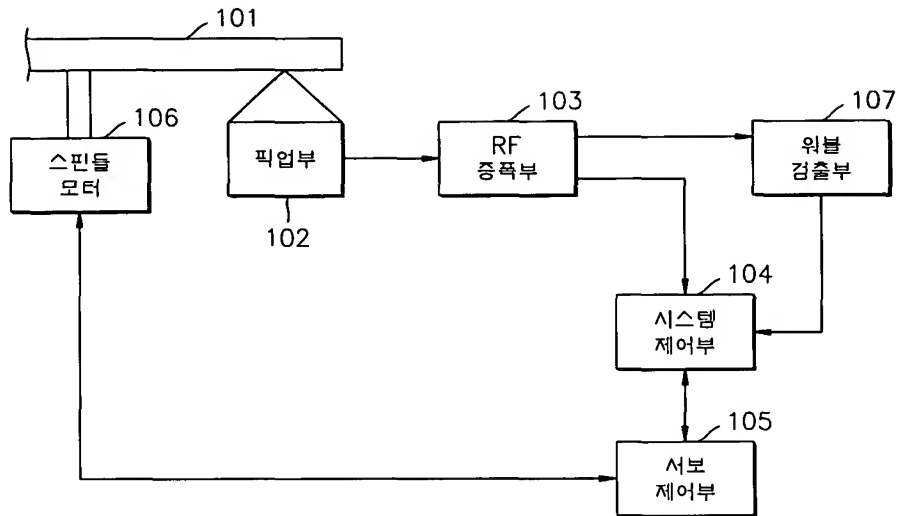 101
106
스핀들
모터
픽업부
102
103
RF
증폭부
107
워블
검출부
104
시스템
제어부
105
서보
제어부